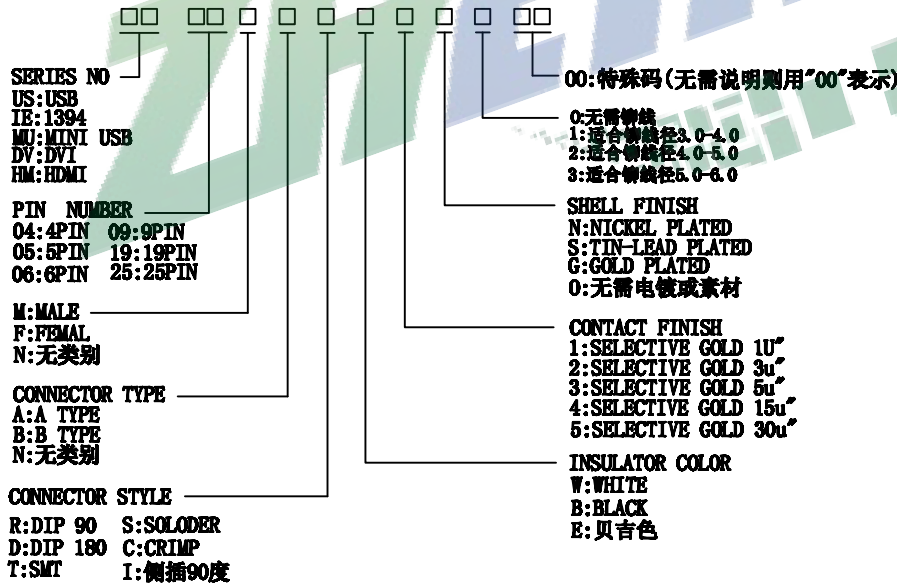 SERIES NO
US:USB
IE:1394
MU:MINI USB
DV:DVI
HM:HDMI
PIN NUMBER
04:4PIN 09:9PIN
05:5PIN 19:19PIN
06:6PIN 25:25PIN
M:MALE
F:FEMAL
N:无类别
CONNECTOR TYPE
A:A TYPE
B:B TYPE
N:无类别
CONNECTOR STYLE
R:DIP 90 S:SOLODER
D:DIP 180 C:CRIMP
T:SMT I:侧插90度
00:特殊码(无需说明则用"00"表示)
0:无需铆线
1:适合铆线径3.0-4.0
2:适合铆线径4.0-5.0
3:适合铆线径5.0-6.0
SHELL FINISH
N:NICKEL PLATED
S:TIN-LEAD PLATED
G:GOLD PLATED
0:无需电镀或素材
CONTACT FINISH
1:SELECTIVE GOLD 1U"
2:SELECTIVE GOLD 3u"
3:SELECTIVE GOLD 5u"
4:SELECTIVE GOLD 15u"
5:SELECTIVE GOLD 30u"
INSULATOR COLOR
W:WHITE
B:BLACK
E:贝吉色